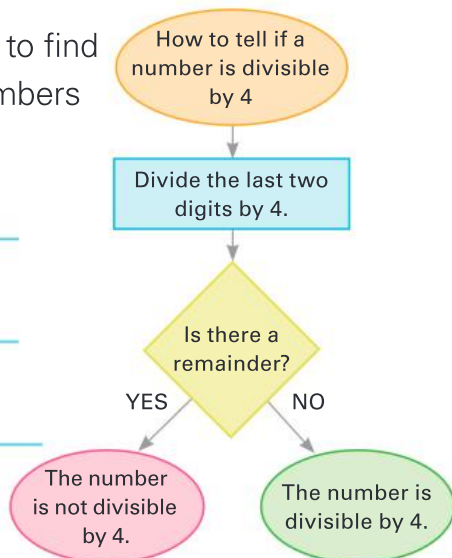 to find
mbers
How to tell if a
number is divisible
by 4
Divide the last two
digits by 4.
Is there a
remainder?
YES
NO
The number
is not divisible
by 4.
The number is
divisible by 4.